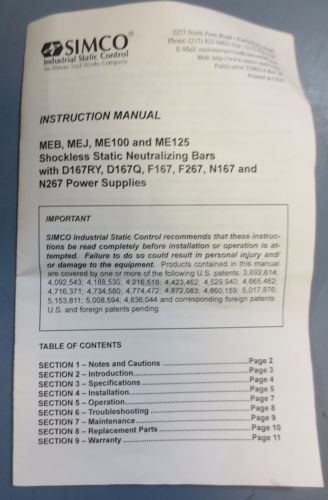 SIMCO®
Industrial Static Control
An Illinois Tool Works Company
2257 North Penn Road •
Phone: (215) 822-6401•
E-Mail:
Web: http://www.simco-static.com
Publication
Printed in USA
INSTRUCTION MANUAL
MEB, MEJ, ME100 and ME125
Shockless Static Neutralizing Bars
with D167RY, D167Q, F167, F267, N167 and
N267 Power Supplies
IMPORTANT
SIMCO Industrial Static Control recommends that these instruc-
tions be read completely before installation or operation is at-
tempted. Failure to do so could result in personal injury and/
or damage to the equipment. Products contained in this manual
are covered by one or more of the following U.S. patents: 3,892,614;
4,092,543; 4,188,530; 4,216,518; 4,423,462; 4,529,940; 4,665,462;
4,716,371; 4,734,580; 4,774,472; 4,872,083; 4,860,159; 5,017,876;
5,153,811; 5,008,594; 4,836,044 and corresponding foreign patents.
U.S. and foreign patents pending.
TABLE OF CONTENTS
SECTION 1 – Notes and Cautions ............ Page 2
SECTION 2 – Introduction............ Page 3
SECTION 3 – Specifications ............ Page 4
SECTION 4 – Installation............ Page 5
SECTION 5 – Operation............ Page 7
SECTION 6 – Troubleshooting ............ Page 8
SECTION 7 – Maintenance ............ Page 9
SECTION 8 – Replacement Parts ............ Page 10
SECTION 9 – Warranty............ Page 11